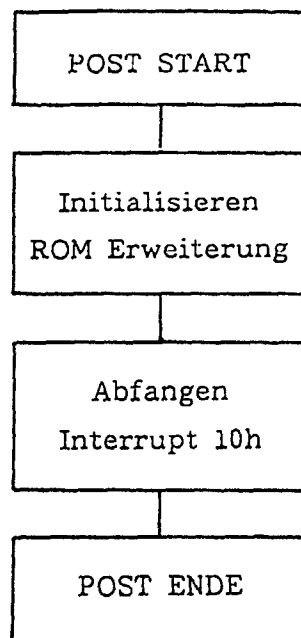 POST START
Initialisieren
ROM Erweiterung
Abfangen
Interrupt 10h
POST ENDE